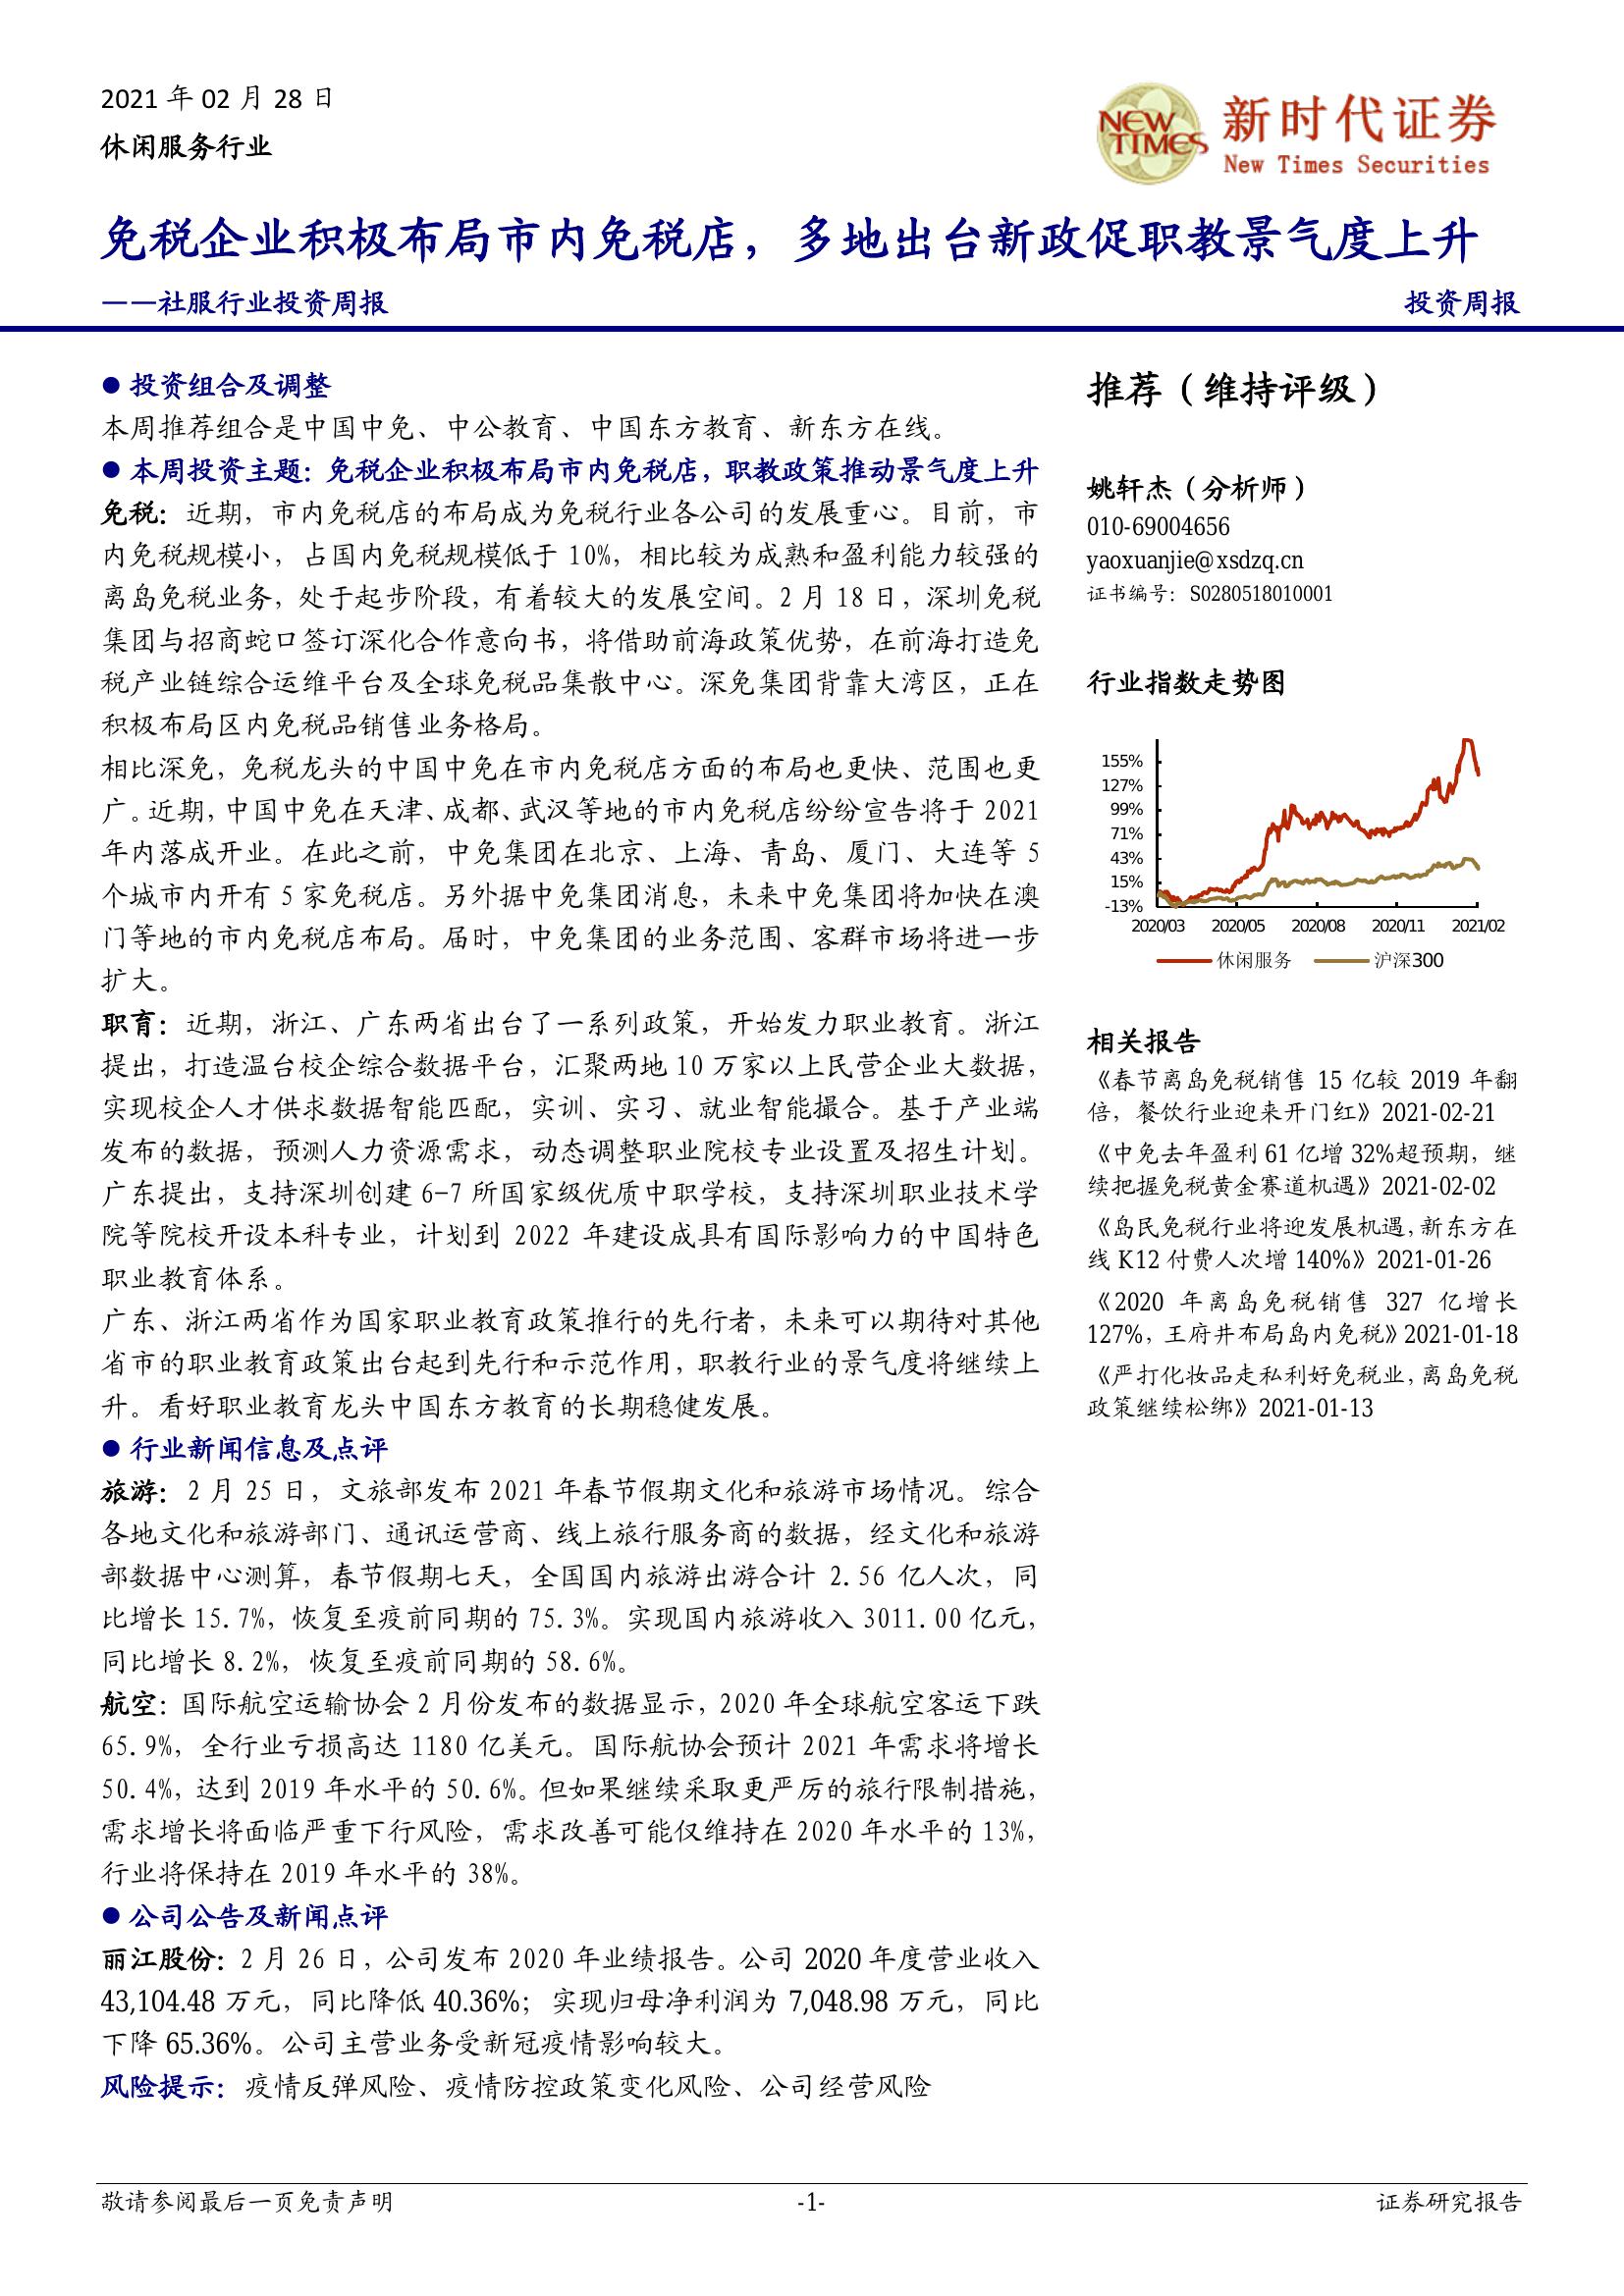 2021 年 02 月 28 日
休闲服务行业
NEW TIMES
新时代证券
New Times Securities
免税企业积极布局市内免税店，多地出台新政促职教景气度上升
——社服行业投资周报
投资周报
● 投资组合及调整
本周推荐组合是中国中免、中公教育、中国东方教育、新东方在线。
● 本周投资主题：免税企业积极布局市内免税店，职教政策推动景气度上升
免税：近期，市内免税店的布局成为免税行业各公司的发展重心。目前，市
内免税规模小，占国内免税规模低于 10%，相比较为成熟和盈利能力较强的
离岛免税业务，处于起步阶段，有着较大的发展空间。2 月 18 日，深圳免税
集团与招商蛇口签订深化合作意向书，将借助前海政策优势，在前海打造免
税产业链综合运维平台及全球免税品集散中心。深免集团背靠大湾区，正在
积极布局区内免税品销售业务格局。
相比深免，免税龙头的中国中免在市内免税店方面的布局也更快、范围也更
广。近期，中国中免在天津、成都、武汉等地的市内免税店纷纷宣告将于 2021
年内落成开业。在此之前，中免集团在北京、上海、青岛、厦门、大连等 5
个城市内开有 5 家免税店。另外据中免集团消息，未来中免集团将加快在澳
门等地的市内免税店布局。届时，中免集团的业务范围、客群市场将进一步
扩大。
职育：近期，浙江、广东两省出台了一系列政策，开始发力职业教育。浙江
提出，打造温台校企综合数据平台，汇聚两地 10 万家以上民营企业大数据，
实现校企人才供求数据智能匹配，实训、实习、就业智能撮合。基于产业端
发布的数据，预测人力资源需求，动态调整职业院校专业设置及招生计划。
广东提出，支持深圳创建 6-7 所国家级优质中职学校，支持深圳职业技术学
院等院校开设本科专业，计划到 2022 年建设成具有国际影响力的中国特色
职业教育体系。
广东、浙江两省作为国家职业教育政策推行的先行者，未来可以期待对其他
省市的职业教育政策出台起到先行和示范作用，职教行业的景气度将继续上
升。看好职业教育龙头中国东方教育的长期稳健发展。
● 行业新闻信息及点评
旅游：2 月 25 日，文旅部发布 2021 年春节假期文化和旅游市场情况。综合
各地文化和旅游部门、通讯运营商、线上旅行服务商的数据，经文化和旅游
部数据中心测算，春节假期七天，全国国内旅游出游合计 2.56 亿人次，同
比增长 15.7%，恢复至疫前同期的 75.3%。实现国内旅游收入 3011.00 亿元，
同比增长 8.2%，恢复至疫前同期的 58.6%。
航空：国际航空运输协会 2 月份发布的数据显示，2020 年全球航空客运下跌
65.9%，全行业亏损高达 1180 亿美元。国际航协会预计 2021 年需求将增长
50.4%，达到 2019 年水平的 50.6%。但如果继续采取更严厉的旅行限制措施，
需求增长将面临严重下行风险，需求改善可能仅维持在 2020 年水平的 13%，
行业将保持在 2019 年水平的 38%。
● 公司公告及新闻点评
丽江股份：2 月 26 日，公司发布 2020 年业绩报告。公司 2020 年度营业收入
43,104.48 万元，同比降低 40.36%；实现归母净利润为 7,048.98 万元，同比
下降 65.36%。公司主营业务受新冠疫情影响较大。
风险提示：疫情反弹风险、疫情防控政策变化风险、公司经营风险
推荐（维持评级）
姚轩杰（分析师）
010-69004656
yaoxuanjie@xsdzq.cn
证书编号：S0280518010001
行业指数走势图
155%
127%
99%
71%
43%
15%
-13%
2020/03 2020/05 2020/08 2020/11 2021/02
休闲服务 沪深300
相关报告
《春节离岛免税销售 15 亿较 2019 年翻
倍，餐饮行业迎来开门红》2021-02-21
《中免去年盈利 61 亿增 32%超预期，继
续把握免税黄金赛道机遇》2021-02-02
《岛民免税行业将迎发展机遇，新东方在
线 K12 付费人次增 140%》2021-01-26
《2020 年离岛免税销售 327 亿增长
127%，王府井布局岛内免税》2021-01-18
《严打化妆品走私利好免税业，离岛免税
政策继续松绑》2021-01-13
敬请参阅最后一页免责声明
-1-
证券研究报告